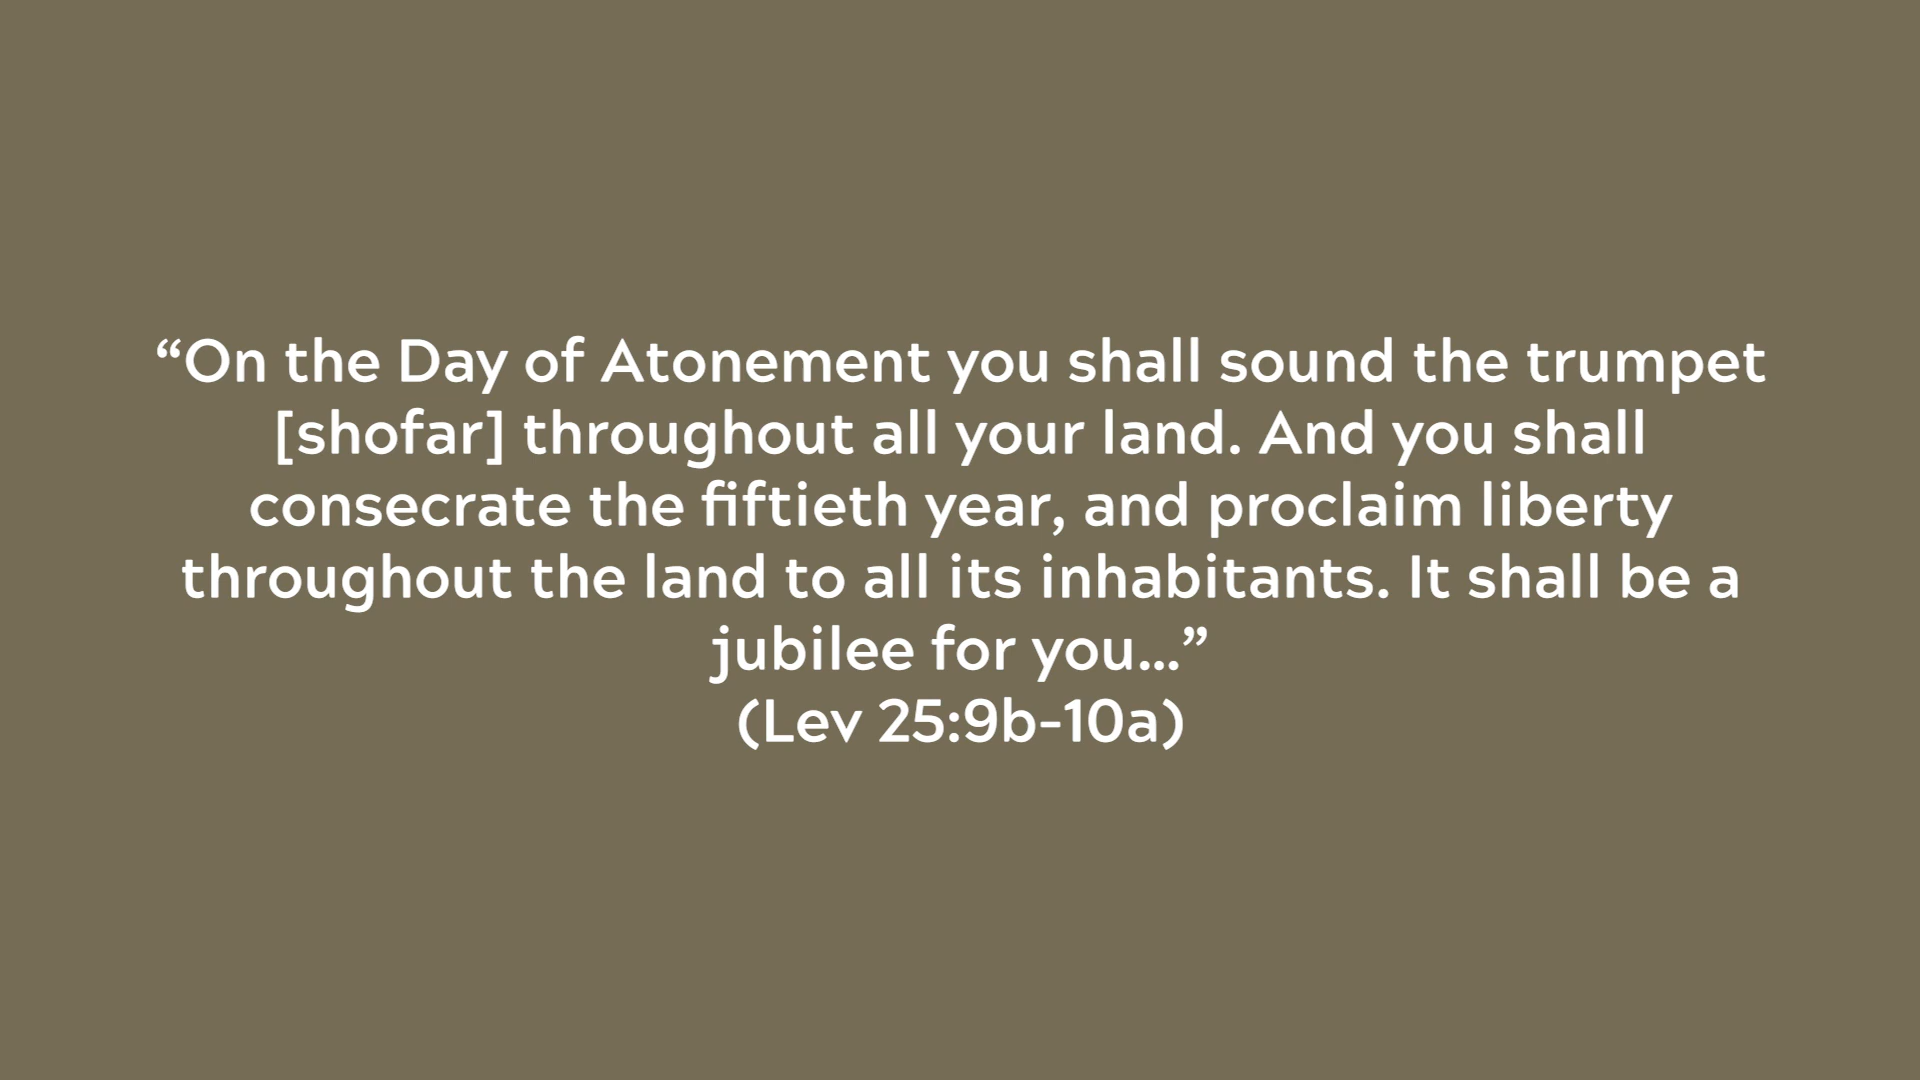 “On the Day of Atonement you shall sound the trumpet
[shofar] throughout all your land. And you shall
consecrate the fiftieth year, and proclaim liberty
throughout the land to all its inhabitants. It shall be a
jubilee for you…”
(Lev 25:9b–10a)